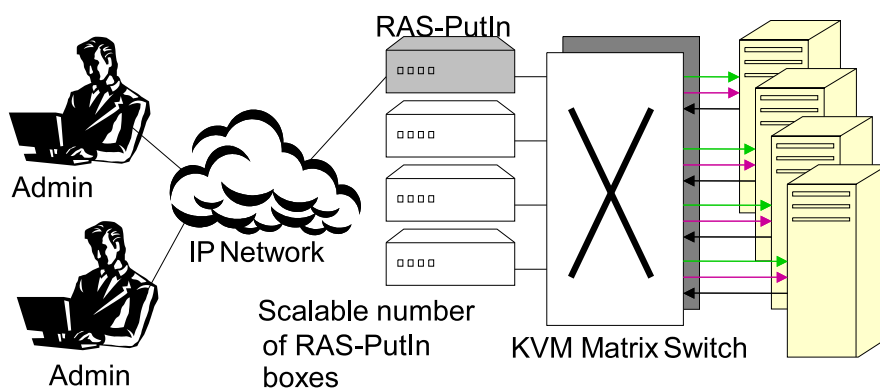 RAS-PutIn
Admin
IP Network
Admin
Scalable number
of RAS-PutIn
boxes
KVM Matrix Switch